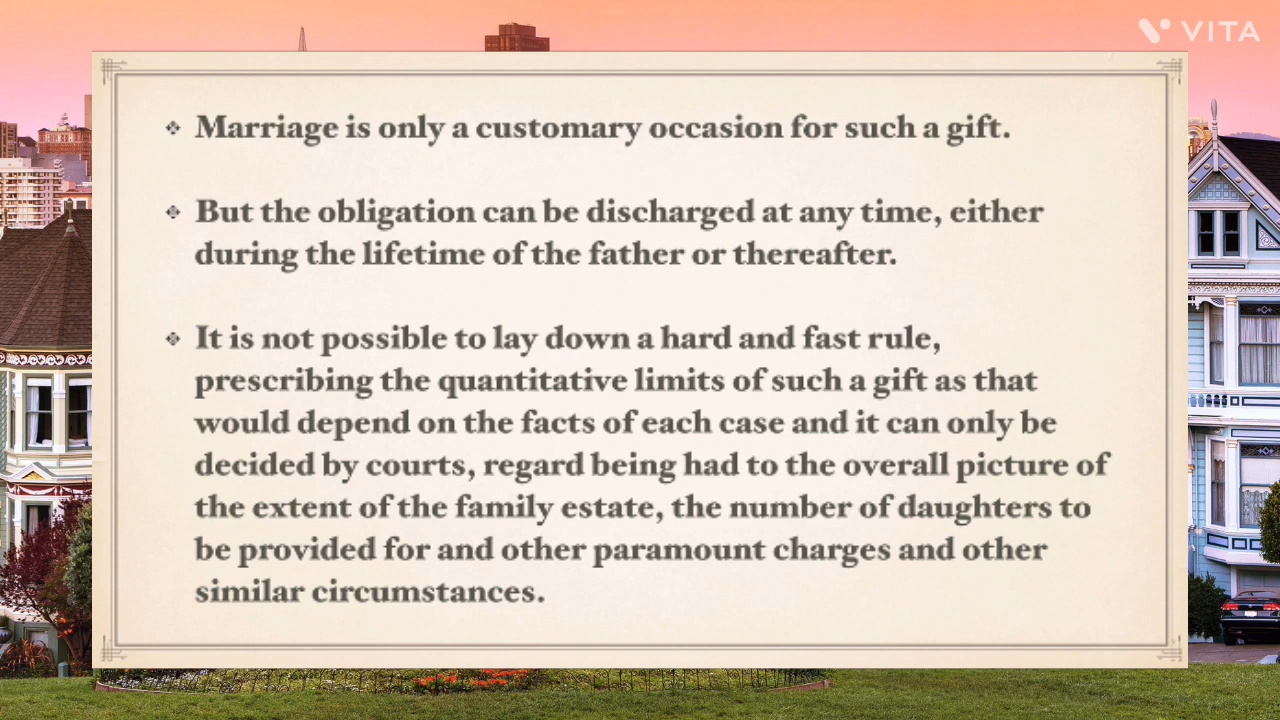 VITA
Marriage is only a customary occasion for such a gift.
But the obligation can be discharged at any time, either
during the lifetime of the father or thereafter.
It is not possible to lay down a hard and fast rule,
prescribing the quantitative limits of such a gift as that
would depend on the facts of each case and it can only be
decided by courts, regard being had to the overall picture of
the extent of the family estate, the number of daughters to
be provided for and other paramount charges and other
similar circumstances.